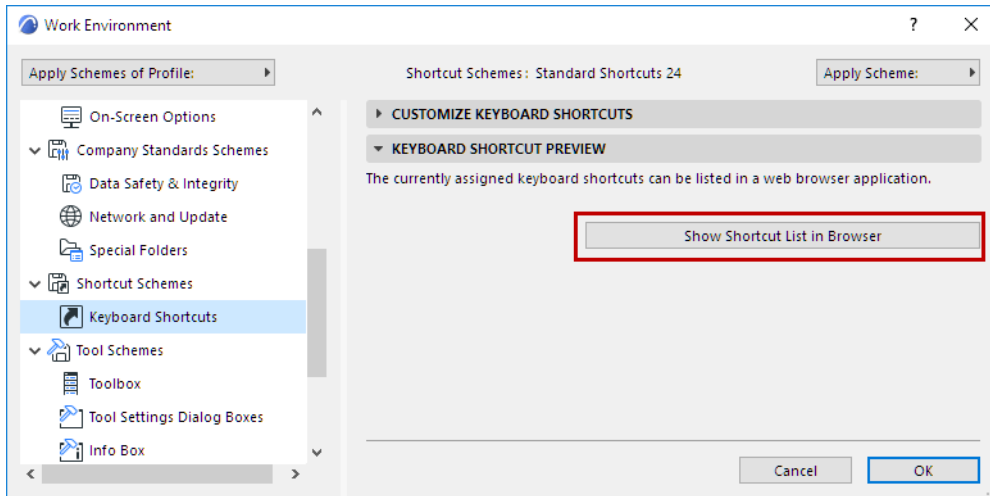 Work Environment
?
Apply Schemes of Profile:
Shortcut Schemes: Standard Shortcuts 24
Apply Scheme:
On-Screen Options
Company Standards Schemes
Data Safety & Integrity
Network and Update
Special Folders
Shortcut Schemes
Keyboard Shortcuts
Tool Schemes
Toolbox
Tool Settings Dialog Boxes
Info Box
CUSTOMIZE KEYBOARD SHORTCUTS
KEYBOARD SHORTCUT PREVIEW
The currently assigned keyboard shortcuts can be listed in a web browser application.
Show Shortcut List in Browser
Cancel
OK